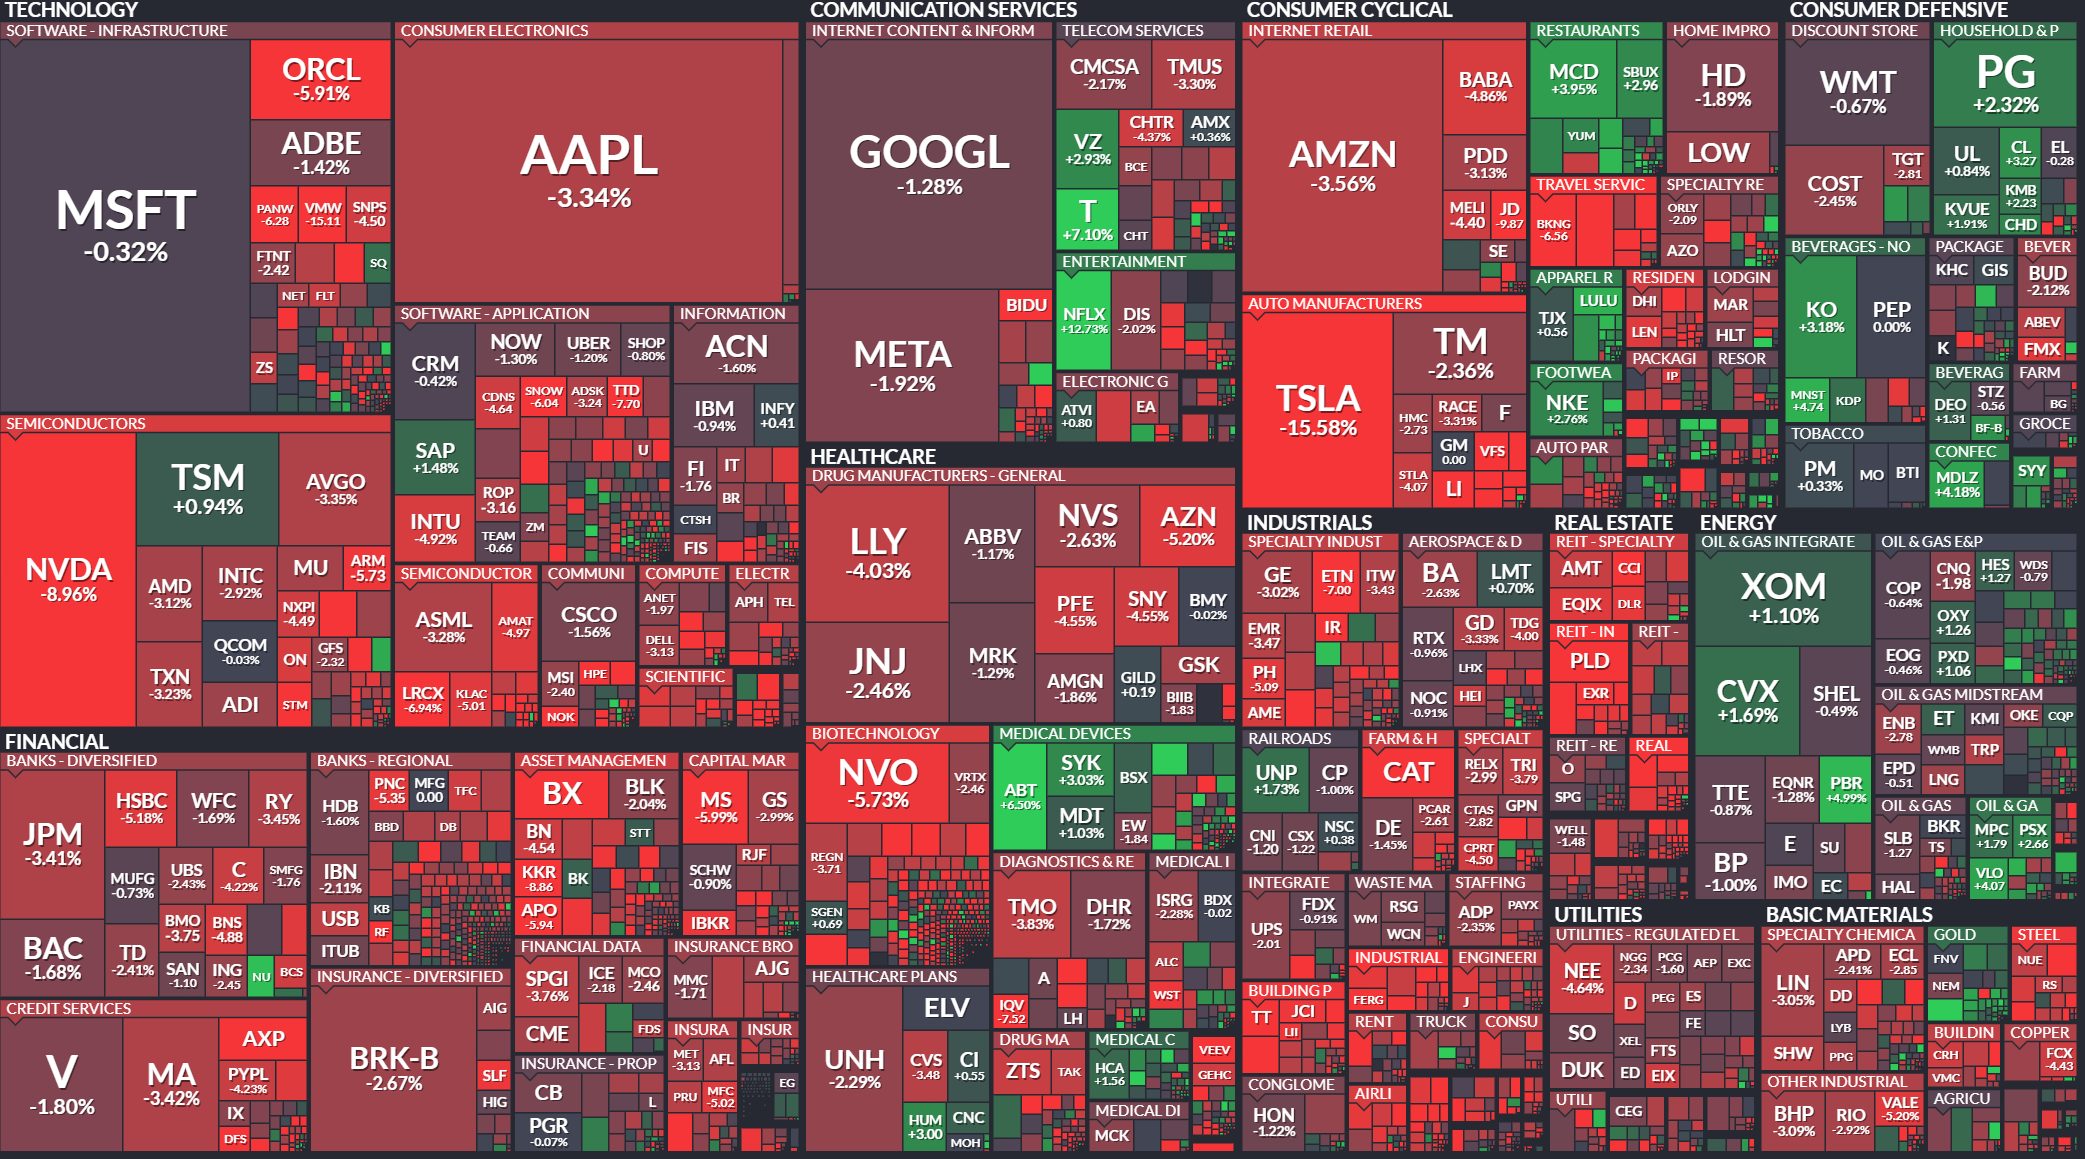 TECHNOLOGY
SOFTWARE - INFRASTRUCTURE
MSFT
-0.32%
ORCL
-5.91%
ADBE
-1.42%
PANW
-6.28
VMW
-15.11
SNPS
-4.50
FTNT
-2.42
SQ
NET
FLT
ZS
CONSUMER ELECTRONICS
AAPL
-3.34%
SOFTWARE - APPLICATION
CRM
-0.42%
NOW
-1.30%
UBER
-1.20%
SHOP
-0.80%
CDNS
-4.64
SNOW
-6.04
ADSK
-3.24
TTD
-7.70
SAP
+1.48%
U
INTU
-4.92%
ROP
-3.16
TEAM
-0.66
ZM
INFORMATION
ACN
-1.60%
IBM
-0.94%
INFY
+0.41
FI
-1.76
IT
BR
CTSH
FIS
SEMICONDUCTORS
NVDA
-8.96%
TSM
+0.94%
AVGO
-3.35%
AMD
-3.12%
INTC
-2.92%
MU
ARM
-5.73
NXPI
-4.49
QCOM
-0.03%
TXN
-3.23%
ADI
ON
GFS
-2.32
STM
SEMICONDUCTOR
ASML
-3.28%
AMAT
-4.97
LRCX
-6.94%
KLAC
-5.01
COMMUNI
CSCO
-1.56%
MSI
-2.40
HPE
NOK
COMPUTE
ANET
-1.97
DELL
-3.13
ELECTR
APH
TEL
SCIENTIFIC
FINANCIAL
BANKS - DIVERSIFIED
JPM
-3.41%
HSBC
-5.18%
WFC
-1.69%
RY
-3.45%
MUFG
-0.73%
UBS
-2.43%
C
-4.22%
SMFG
-1.76
BAC
-1.68%
TD
-2.41%
BMO
-3.75
BNS
-4.88
SAN
-1.10
ING
-2.45
NU
BCS
CREDIT SERVICES
V
-1.80%
MA
-3.42%
AXP
PYPL
-4.23%
IX
DFS
BANKS - REGIONAL
HDB
-1.60%
PNC
-5.35
MFG
0.00
TFC
BBD
DB
IBN
-2.11%
USB
KB
RF
ITUB
INSURANCE - DIVERSIFIED
BRK-B
-2.67%
AIG
SLF
HIG
ASSET MANAGEMEN
BX
BLK
-2.04%
BN
-4.54
STT
KKR
-8.86
BK
APO
-5.94
CAPITAL MAR
MS
-5.99%
GS
-2.99%
SCHW
-0.90%
RJF
IBKR
FINANCIAL DATA
SPGI
-3.76%
ICE
-2.18
MCO
-2.46
CME
FDS
INSURANCE BRO
MMC
-1.71
AJG
INSURANCE - PROP
CB
L
PGR
-0.07%
INSURA
MET
-3.13
AFL
PRU
MFC
-5.02
INSUR
EG
COMMUNICATION SERVICES
INTERNET CONTENT & INFORM
GOOGL
-1.28%
META
-1.92%
BIDU
TELECOM SERVICES
CMCSA
-2.17%
TMUS
-3.30%
VZ
+2.93%
CHTR
-4.37%
AMX
+0.36%
BCE
T
+7.10%
CHT
ENTERTAINMENT
NFLX
+12.73%
DIS
-2.02%
ELECTRONIC G
ATVI
+0.80
EA
HEALTHCARE
DRUG MANUFACTURERS - GENERAL
LLY
-4.03%
ABBV
-1.17%
NVS
-2.63%
AZN
-5.20%
JNJ
-2.46%
MRK
-1.29%
PFE
-4.55%
SNY
-4.55%
BMY
-0.02%
AMGN
-1.86%
GILD
+0.19
GSK
BIIB
-1.83
BIOTECHNOLOGY
NVO
-5.73%
VRTX
-2.46
REGN
-3.71
SGEN
+0.69
MEDICAL DEVICES
ABT
+6.50%
SYK
+3.03%
BSX
MDT
+1.03%
EW
-1.84
DIAGNOSTICS & RE
TMO
-3.83%
DHR
-1.72%
A
IQV
-7.52
LH
MEDICAL I
ISRG
-2.28%
BDX
-0.02
ALC
WST
HEALTHCARE PLANS
UNH
-2.29%
ELV
CVS
-3.48
CI
+0.55
HUM
+3.00
CNC
MOH
DRUG MA
ZTS
TAK
MEDICAL C
HCA
+1.56
VEEV
GEHC
MEDICAL DI
MCK
CONSUMER CYCLICAL
INTERNET RETAIL
AMZN
-3.56%
BABA
-4.86%
PDD
-3.13%
MELI
-4.40
JD
-9.87
SE
AUTO MANUFACTURERS
TSLA
-15.58%
TM
-2.36%
HMC
-2.73
RACE
-3.31%
F
GM
0.00
VFS
STLA
-4.07
LI
RESTAURANTS
MCD
+3.95%
SBUX
+2.96
YUM
HOME IMPRO
HD
-1.89%
LOW
TRAVEL SERVIC
BKNG
-6.56
SPECIALTY RE
ORLY
-2.09
AZO
APPAREL R
TJX
+0.56
LULU
RESIDEN
DHI
LEN
LODGIN
MAR
HLT
FOOTWEA
NKE
+2.76%
PACKAGI
IP
RESOR
AUTO PAR
CONSUMER DEFENSIVE
DISCOUNT STORE
WMT
-0.67%
COST
-2.45%
TGT
-2.81
HOUSEHOLD & P
PG
+2.32%
UL
+0.84%
CL
+3.27
EL
-0.28
KVUE
+1.91%
KMB
+2.23
CHD
BEVERAGES - NO
KO
+3.18%
PEP
0.00%
MNST
+4.74
KDP
PACKAGE
KHC
GIS
K
BEVER
BUD
-2.12%
ABEV
FMX
BEVERAG
DEO
+1.31
STZ
-0.56
BF-B
FARM
BG
TOBACCO
PM
+0.33%
MO
BTI
CONFEC
MDLZ
+4.18%
GROCE
SYY
INDUSTRIALS
SPECIALTY INDUST
GE
-3.02%
ETN
-7.00
ITW
-3.43
EMR
-3.47
IR
PH
-5.09
AME
AEROSPACE & D
BA
-2.63%
LMT
+0.70%
RTX
-0.96%
GD
-3.33%
TDG
-4.00
LHX
NOC
-0.91%
HEI
RAILROADS
UNP
+1.73%
CP
-1.00%
CNI
-1.20
CSX
-1.22
NSC
+0.38
FARM & H
CAT
DE
-1.45%
PCAR
-2.61
SPECIALT
RELX
-2.99
TRI
-3.79
CTAS
-2.82
GPN
CPRT
-4.50
INTEGRATE
UPS
-2.01
FDX
-0.91%
WASTE MA
WM
RSG
WCN
STAFFING
ADP
-2.35%
PAYX
BUILDING P
TT
JCI
LII
INDUSTRIAL
FERG
ENGINEERI
J
RENT
TRUCK
CONSU
CONGLOME
HON
-1.22%
AIRLI
REAL ESTATE
REIT - SPECIALTY
AMT
CCI
EQIX
DLR
REIT - IN
PLD
EXR
REIT -
REIT - RE
O
SPG
REAL
WELL
-1.48
ENERGY
OIL & GAS INTEGRATE
XOM
+1.10%
CVX
+1.69%
SHEL
-0.49%
TTE
-0.87%
EQNR
-1.28%
PBR
+4.99%
BP
-1.00%
E
SU
IMO
EC
OIL & GAS E&P
COP
-0.64%
CNQ
-1.98
HES
+1.27
WDS
-0.79
OXY
+1.26
EOG
-0.46%
PXD
+1.06
OIL & GAS MIDSTREAM
ENB
-2.78
ET
KMI
OKE
CQP
WMB
TRP
EPD
-0.51
LNG
OIL & GAS
SLB
-1.27
BKR
TS
HAL
OIL & GA
MPC
+1.79
PSX
+2.66
VLO
+4.07
UTILITIES
UTILITIES - REGULATED EL
NEE
-4.64%
NGG
-2.34
PCG
-1.60
AEP
EXC
D
PEG
ES
SO
FE
XEL
FTS
DUK
ED
EIX
UTILI
CEG
BASIC MATERIALS
SPECIALTY CHEMICA
LIN
-3.05%
APD
-2.41%
ECL
-2.85
DD
LYB
SHW
PPG
GOLD
FNV
NEM
STEEL
NUE
RS
BUILDIN
CRH
VMC
COPPER
FCX
-4.43
OTHER INDUSTRIAL
BHP
-3.09%
RIO
-2.92%
VALE
-5.20%
AGRICU